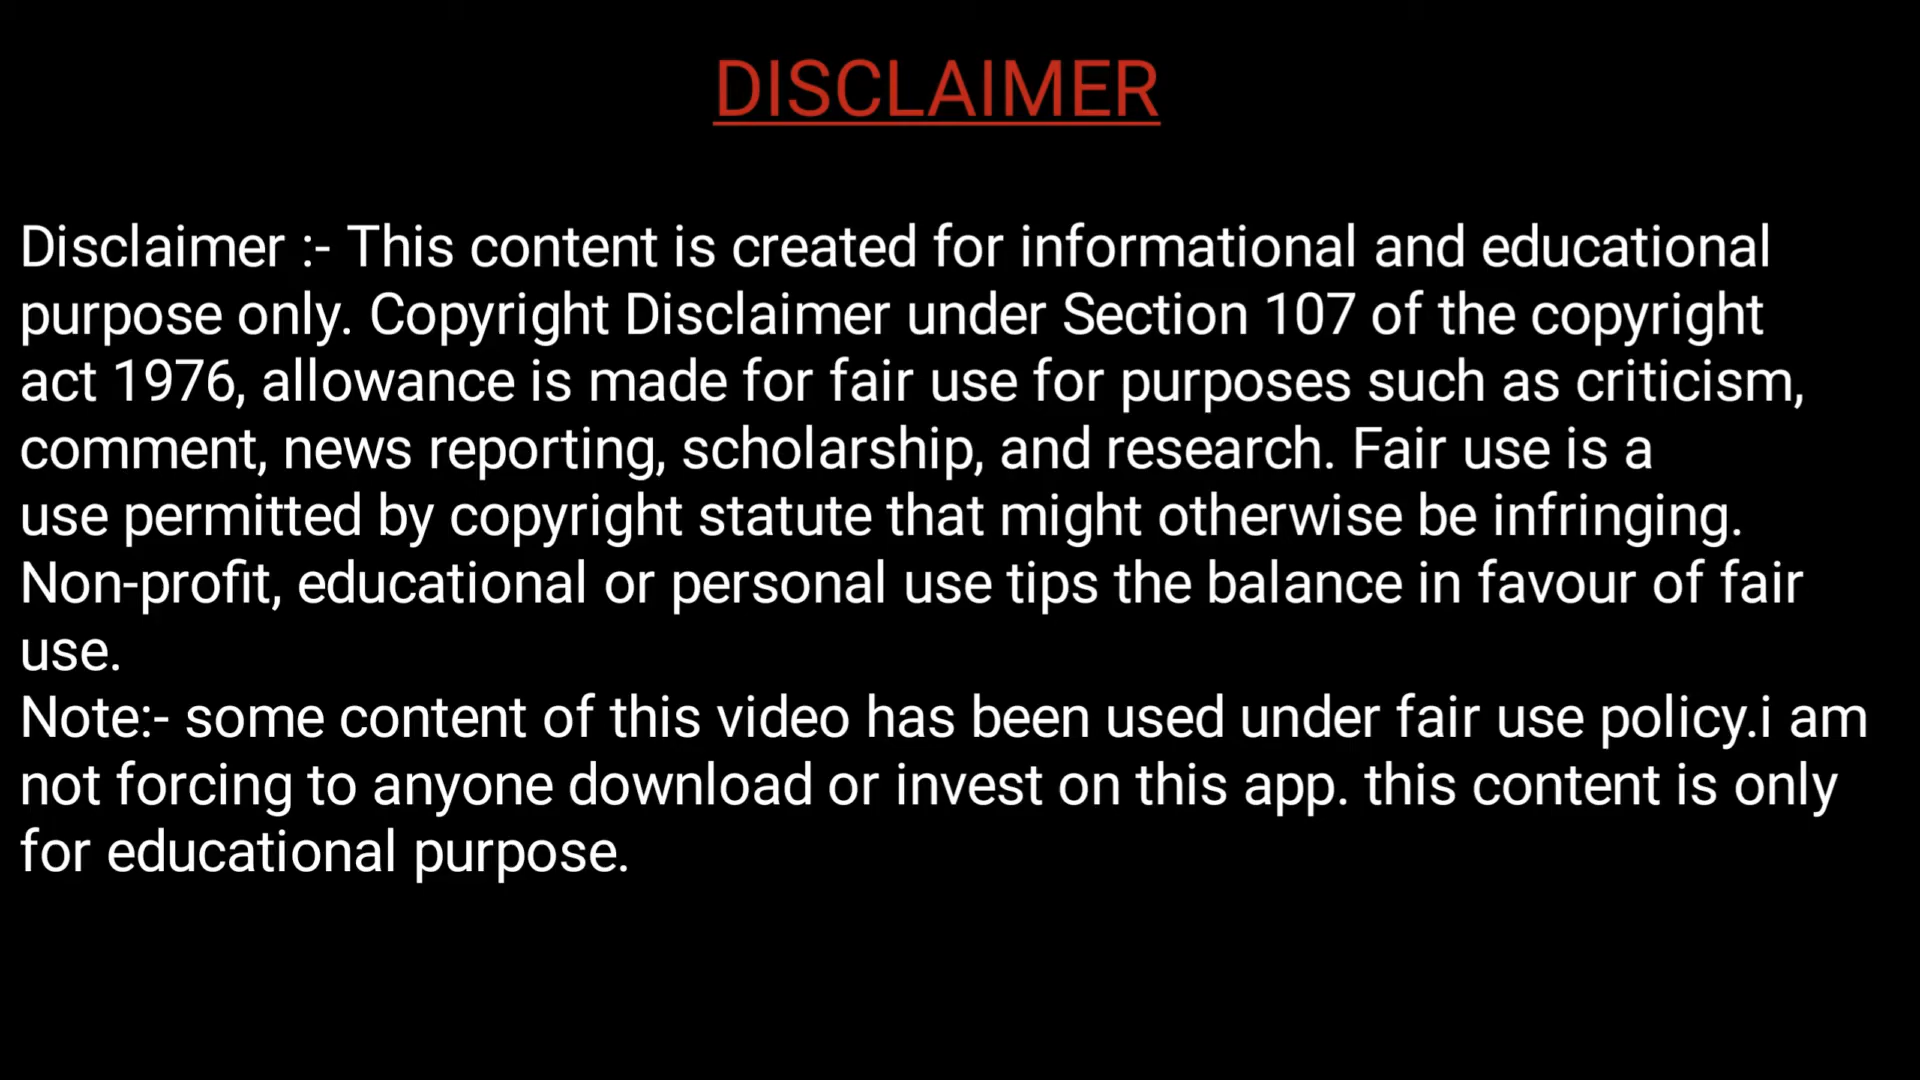 DISCLAIMER
Disclaimer :- This content is created for informational and educational
purpose only. Copyright Disclaimer under Section 107 of the copyright
act 1976, allowance is made for fair use for purposes such as criticism,
comment, news reporting, scholarship, and research. Fair use is a
use permitted by copyright statute that might otherwise be infringing.
Non-profit, educational or personal use tips the balance in favour of fair
use.
Note:- some content of this video has been used under fair use policy.i am
not forcing to anyone download or invest on this app. this content is only
for educational purpose.